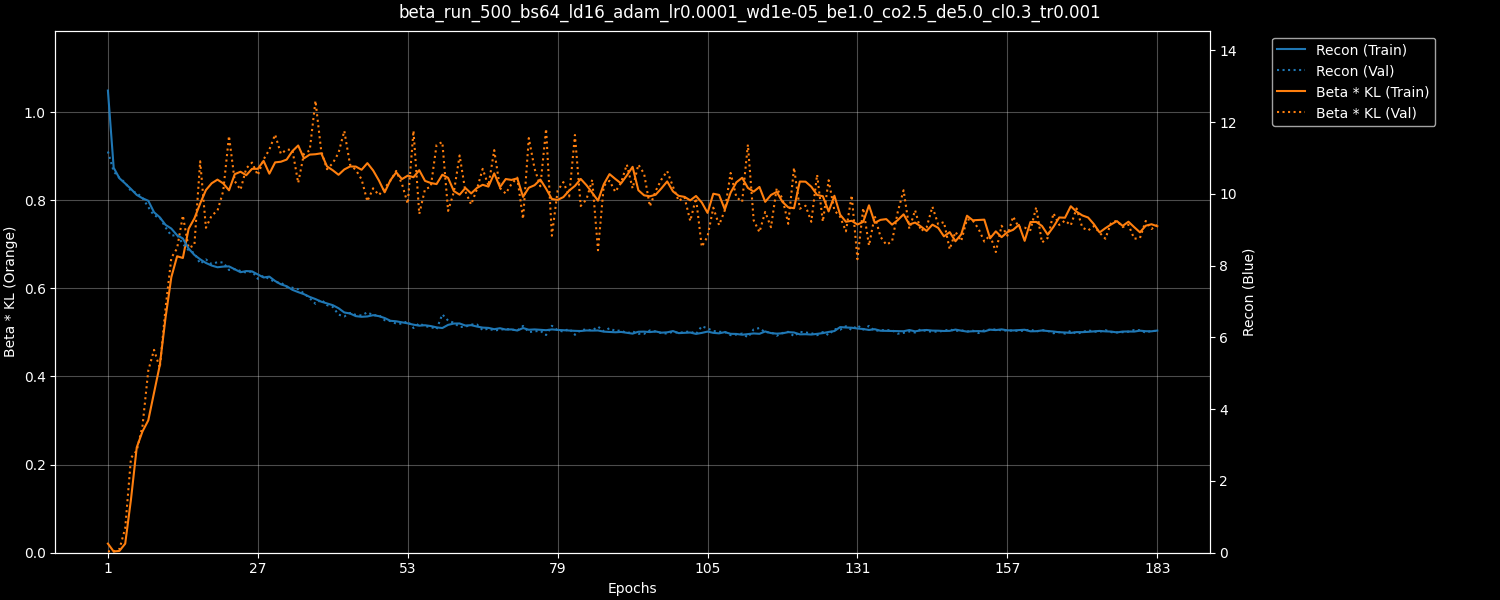 beta_run_500_bs64_ld16_adam_lr0.0001_wd1e-05_be1.0_co2.5_de5.0_cl0.3_tr0.001
Recon (Train)
Recon (Val)
Beta * KL (Train)
Beta * KL (Val)
Beta * KL (Orange)
1.0
0.8
0.6
0.4
0.2
0.0
14
12
10
8
6
4
2
0
Recon (Blue)
1 27 53 79 105 131 157 183
Epochs